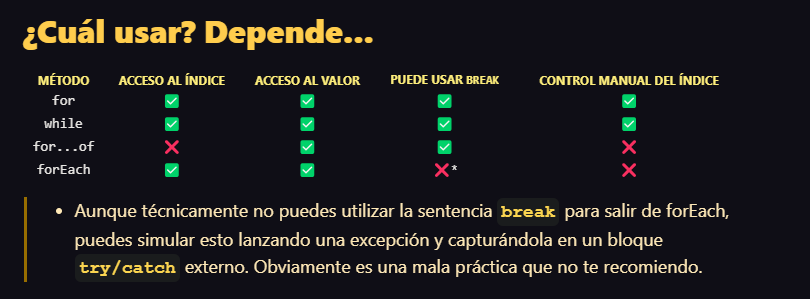 ¿Cuál usar? Depende...
MÉTODO ACCESO AL ÍNDICE ACCESO AL VALOR PUEDE USAR BREAK CONTROL MANUAL DEL ÍNDICE
for ✅ ✅ ✅ ✅
while ✅ ✅ ✅ ✅
for...of ❌ ✅ ✅ ❌
forEach ✅ ✅ ❌* ❌
• Aunque técnicamente no puedes utilizar la sentencia break para salir de forEach,
puedes simular esto lanzando una excepción y capturándola en un bloque
try/catch externo. Obviamente es una mala práctica que no te recomiendo.